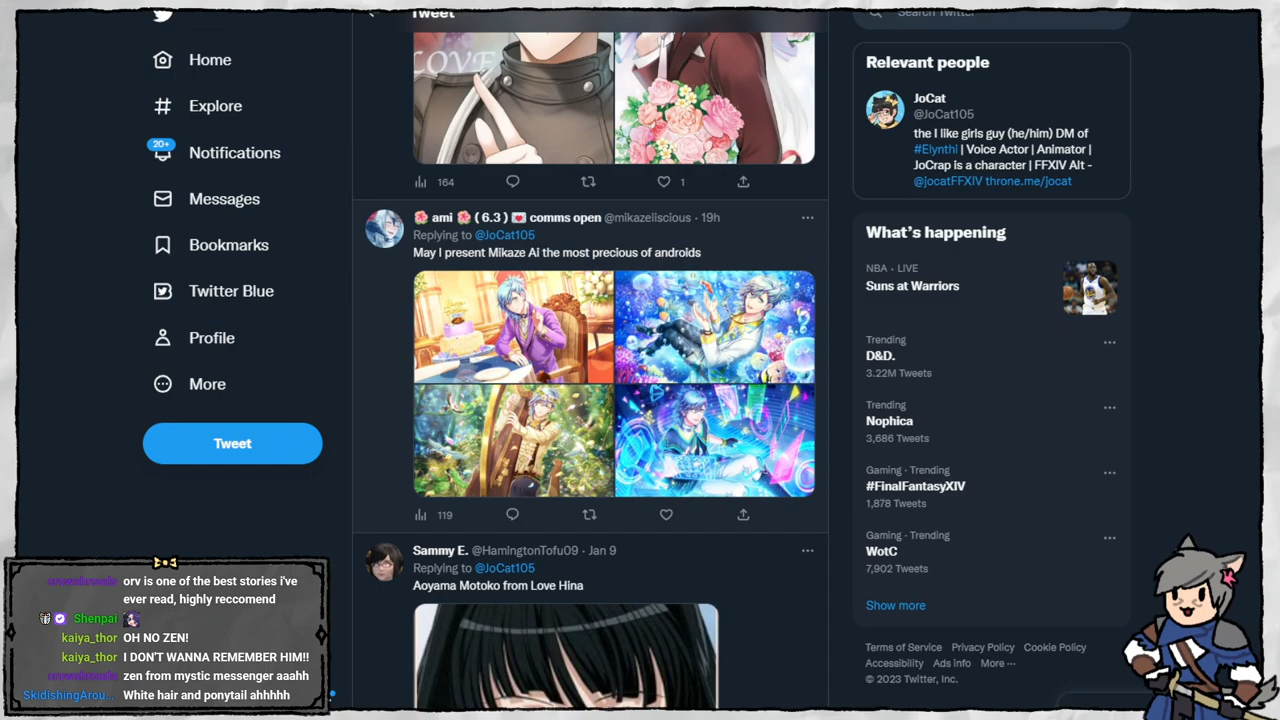 Home
Explore
20+
Notifications
Messages
Bookmarks
Twitter Blue
Profile
More
Tweet
Tweet
LOVE
164
1
ami ( 6.3 ) comms open @mikazeliscious · 19h
Replying to @JoCat105
May I present Mikaze Ai the most precious of androids
119
Sammy E. @HamingtonTofu09 · Jan 9
Replying to @JoCat105
Aoyama Motoko from Love Hina
Search Twitter
Relevant people
JoCat
@JoCat105
the I like girls guy (he/him) DM of
#Elynthi | Voice Actor | Animator |
JoCrap is a character | FFXIV Alt -
@jocatFFXIV throne.me/jocat
What's happening
NBA · LIVE
Suns at Warriors
Trending
D&D.
3.22M Tweets
Trending
Nophica
3,686 Tweets
Gaming · Trending
#FinalFantasyXIV
1,878 Tweets
Gaming · Trending
WotC
7,902 Tweets
Show more
Terms of Service Privacy Policy Cookie Policy
Accessibility Ads info More ···
© 2023 Twitter, Inc.
orv is one of the best stories i've
ever read, highly reccomend
Shenpai
kaiya_thor OH NO ZEN!
kaiya_thor I DON'T WANNA REMEMBER HIM!!
zen from mystic messenger aaahh
SkidishingArou... White hair and ponytail ahhhhh